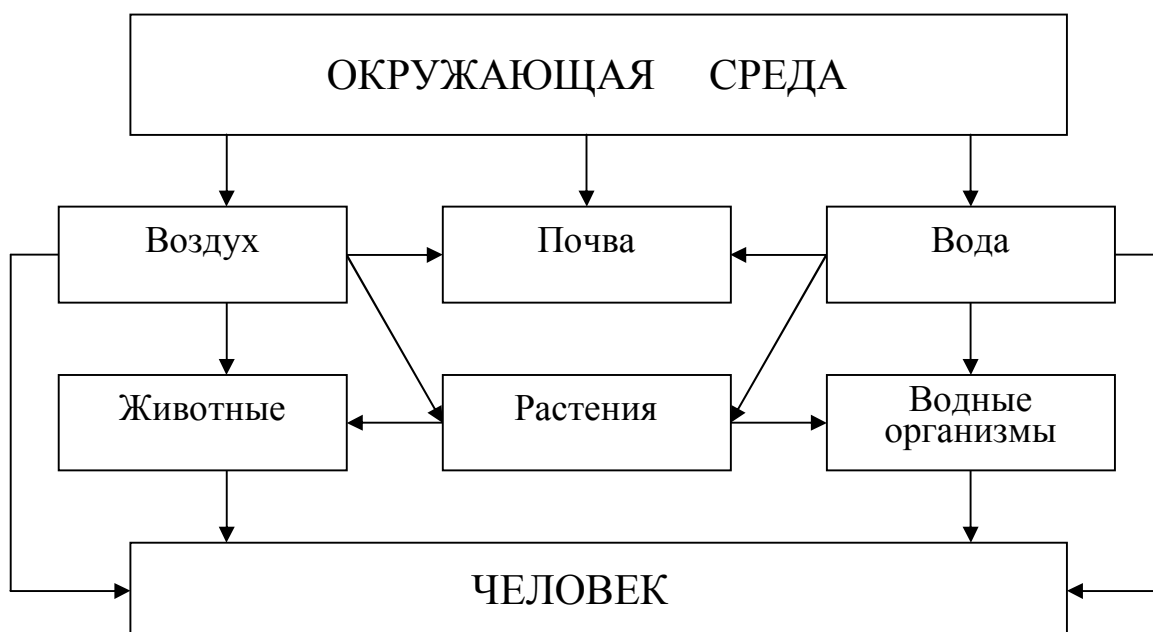 ОКРУЖАЮЩАЯ СРЕДА
Воздух
Почва
Вода
Животные
Растения
Водные
организмы
ЧЕЛОВЕК